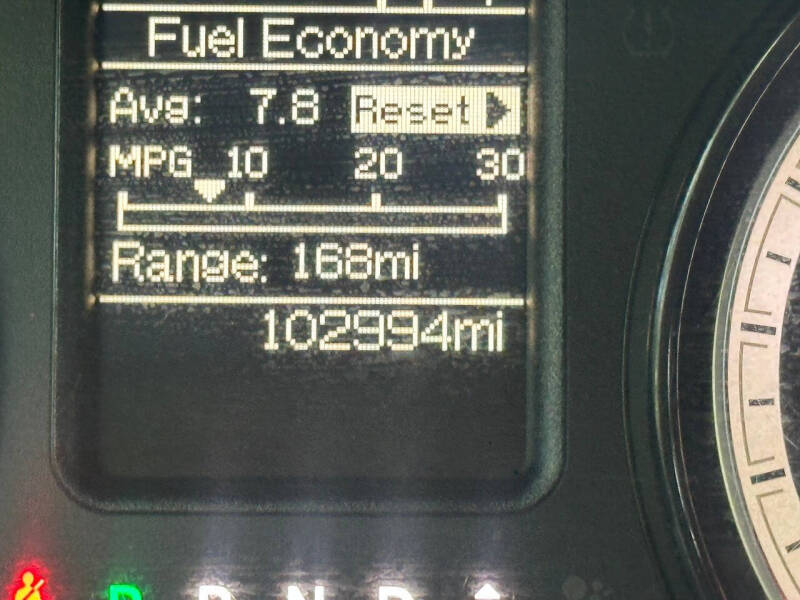 Fuel Economy
Avg: 7.8 Reset
MPG 10 20 30
Range: 168mi
102994mi
P R N D